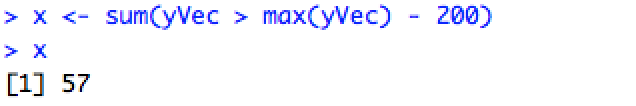 > x <- sum(yVec > max(yVec) - 200)
> x
[1] 57